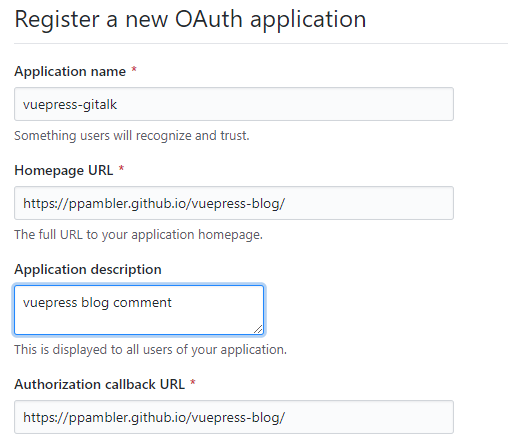 Register a new OAuth application
Application name *
vuepress-gitalk
Something users will recognize and trust.
Homepage URL *
https://ppambler.github.io/vuepress-blog/
The full URL to your application homepage.
Application description
vuepress blog comment
This is displayed to all users of your application.
Authorization callback URL *
https://ppambler.github.io/vuepress-blog/